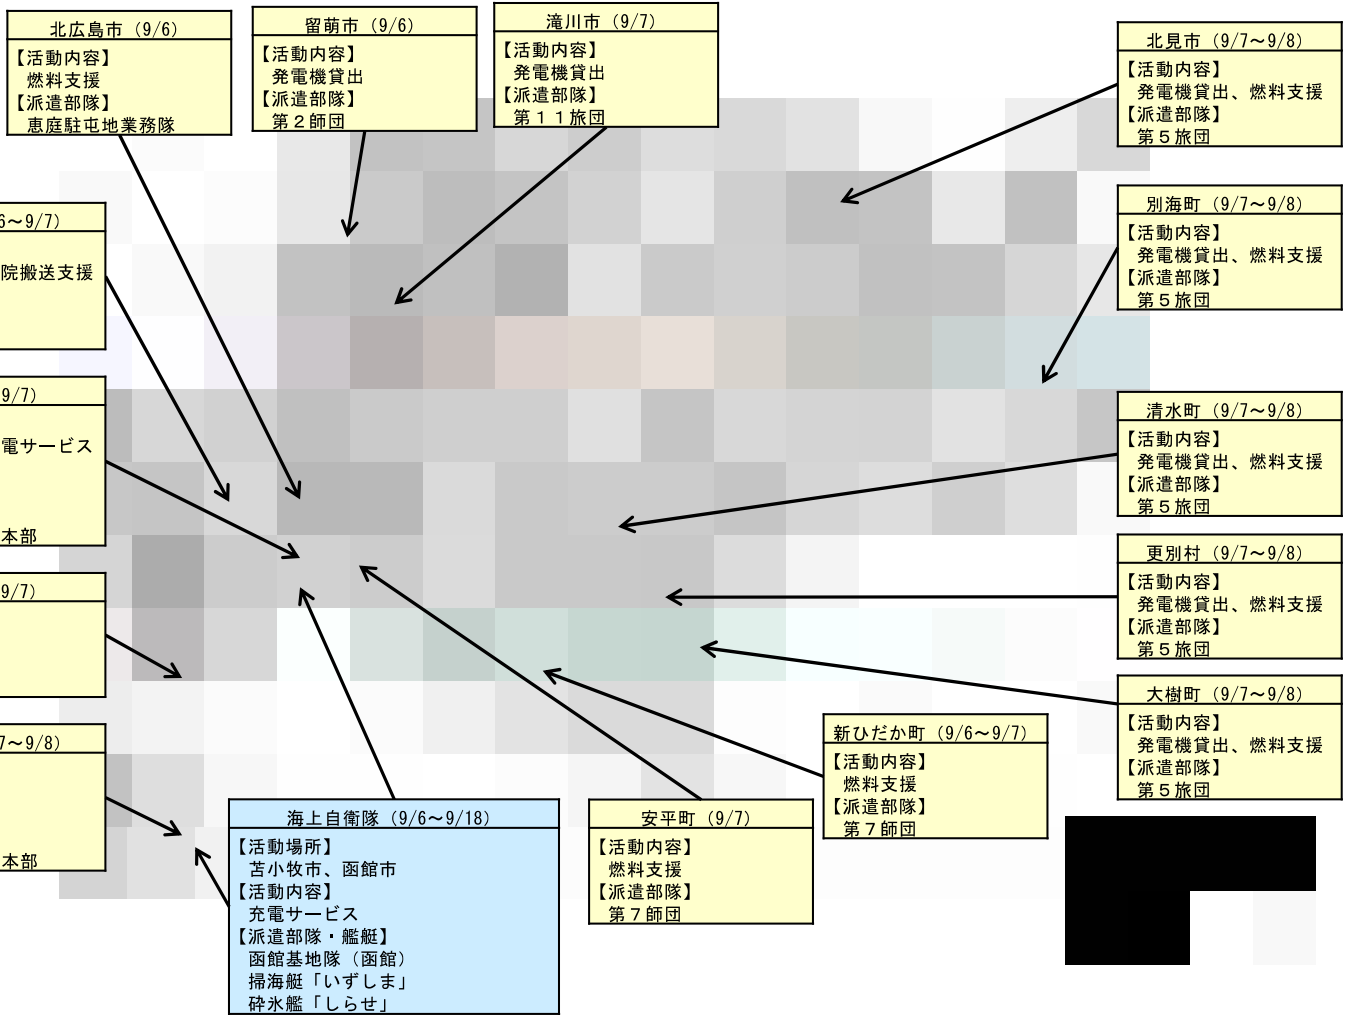 北広島市（9/6）
【活動内容】
燃料支援
【派遣部隊】
恵庭駐屯地業務隊
留萌市（9/6）
【活動内容】
発電機貸出
【派遣部隊】
第２師団
滝川市（9/7）
【活動内容】
発電機貸出
【派遣部隊】
第１１旅団
北見市（9/7～9/8）
【活動内容】
発電機貸出、燃料支援
【派遣部隊】
第５旅団
別海町（9/7～9/8）
【活動内容】
発電機貸出、燃料支援
【派遣部隊】
第５旅団
清水町（9/7～9/8）
【活動内容】
発電機貸出、燃料支援
【派遣部隊】
第５旅団
更別村（9/7～9/8）
【活動内容】
発電機貸出、燃料支援
【派遣部隊】
第５旅団
大樹町（9/7～9/8）
【活動内容】
発電機貸出、燃料支援
【派遣部隊】
第５旅団
6～9/7）
院搬送支援
9/7）
電サービス
本部
9/7）
7～9/8）
本部
海上自衛隊（9/6～9/18）
【活動場所】
苫小牧市、函館市
【活動内容】
充電サービス
【派遣部隊・艦艇】
函館基地隊（函館）
掃海艇「いずしま」
砕氷艦「しらせ」
安平町（9/7）
【活動内容】
燃料支援
【派遣部隊】
第７師団
新ひだか町（9/6～9/7）
【活動内容】
燃料支援
【派遣部隊】
第７師団